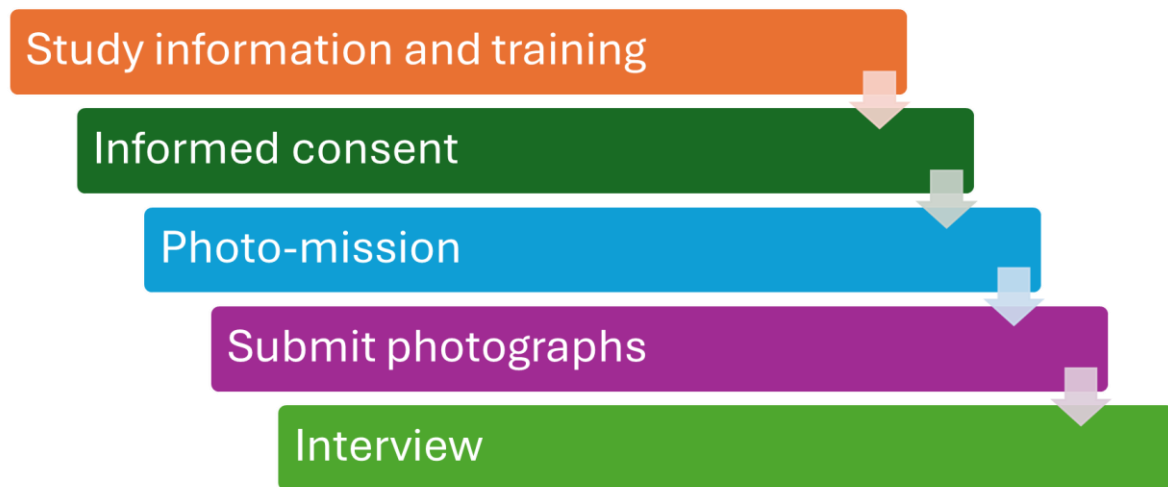 Study information and training
Informed consent
Photo-mission
Submit photographs
Interview